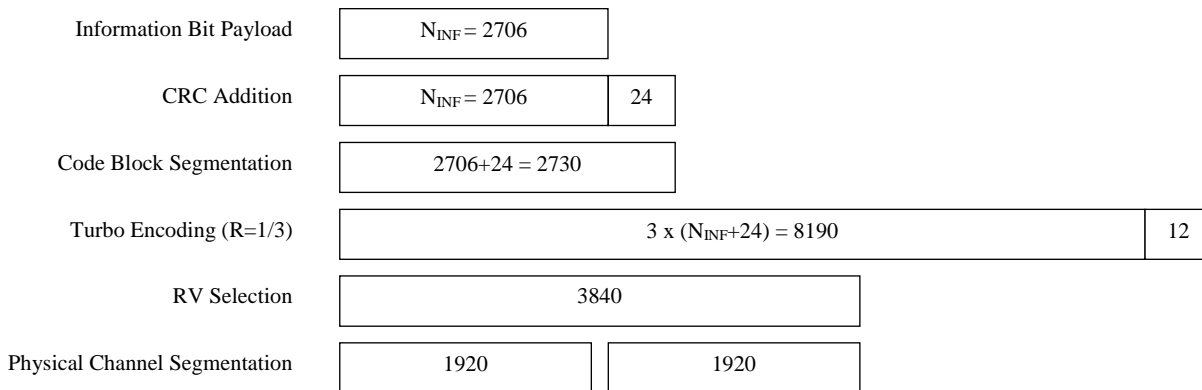 Information Bit Payload N_INF = 2706
CRC Addition N_INF = 2706 24
Code Block Segmentation 2706+24 = 2730
Turbo Encoding (R=1/3) 3 x (N_INF+24) = 8190 12
RV Selection 3840
Physical Channel Segmentation 1920 1920